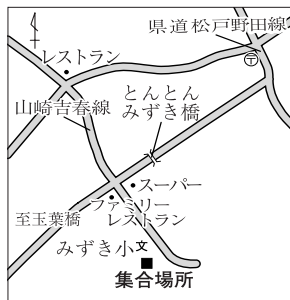 県道松戸野田線
〒
レストラン
とんとん
みずき橋
山崎吉春線
スーパー
ファミリー
レストラン
至玉葉橋
みずき小文
集合場所